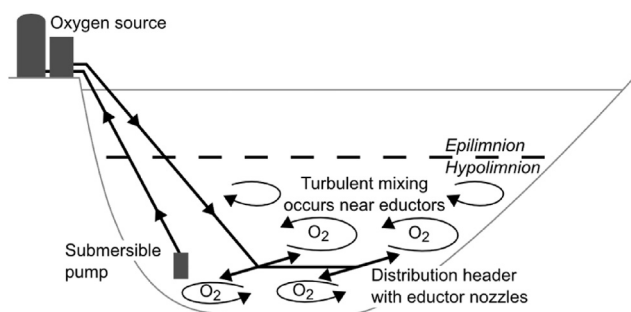 Oxygen source
Epilimnion
Hypolimnion
Turbulent mixing
occurs near eductors
O2
O2
Submersible
pump
Distribution header
with eductor nozzles
O2
O2